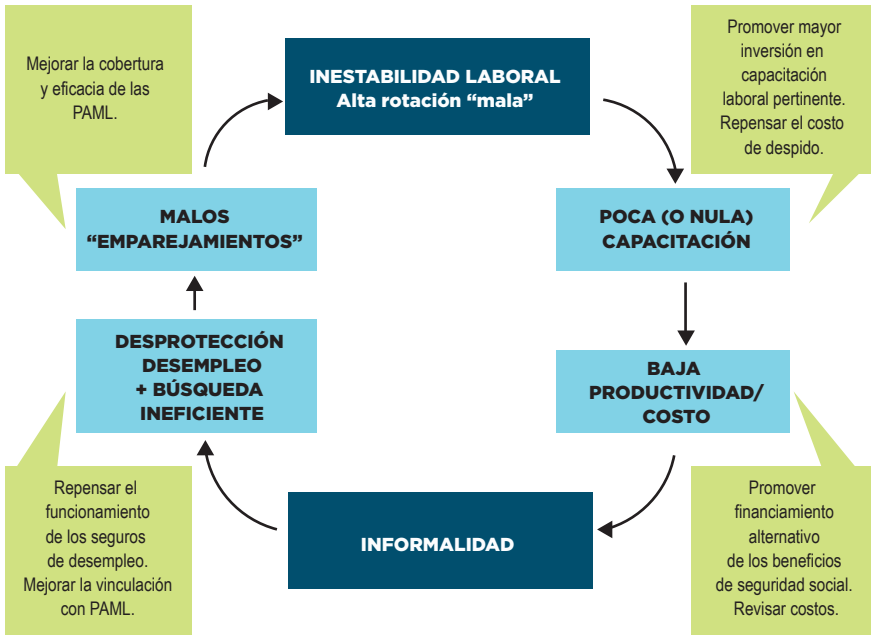 Mejorar la cobertura
y eficacia de las
PAML.
INESTABILIDAD LABORAL
Alta rotación “mala”
Promover mayor
inversión en
capacitación
laboral pertinente.
Repensar el costo
de despido.
MALOS
“EMPAREJAMIENTOS”
POCA (O NULA)
CAPACITACIÓN
DESPROTECCIÓN
DESEMPLEO
+ BÚSQUEDA
INEFICIENTE
BAJA
PRODUCTIVIDAD/
COSTO
Repensar el
funcionamiento
de los seguros
de desempleo.
Mejorar la vinculación
con PAML.
INFORMALIDAD
Promover
financiamiento
alternativo
de los beneficios
de seguridad social.
Revisar costos.